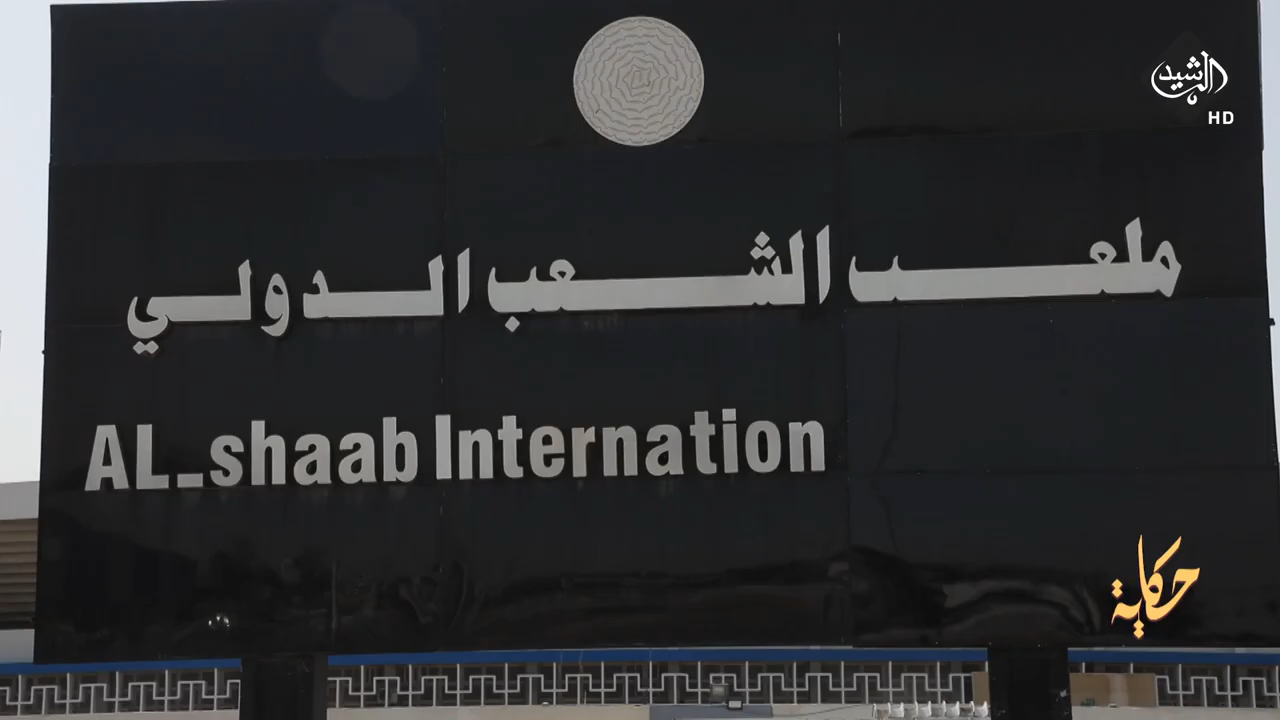 الرشيد
HD
ملعب الشعب الدولي
AL_shaab Internation
حكاية